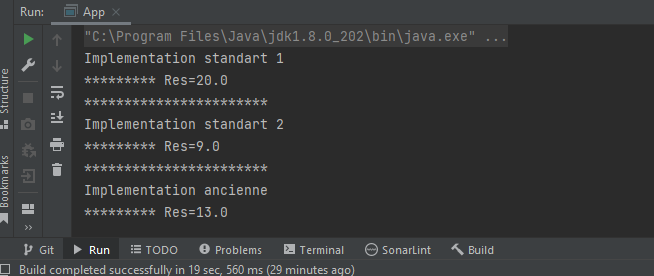 Run: App ×
"C:\Program Files\Java\jdk1.8.0_202\bin\java.exe" ...
Implementation standart 1
********* Res=20.0
***********************
Implementation standart 2
********* Res=9.0
***********************
Implementation ancienne
********* Res=13.0
Structure
Bookmarks
Git Run TODO Problems Terminal SonarLint Build
Build completed successfully in 19 sec, 560 ms (29 minutes ago)